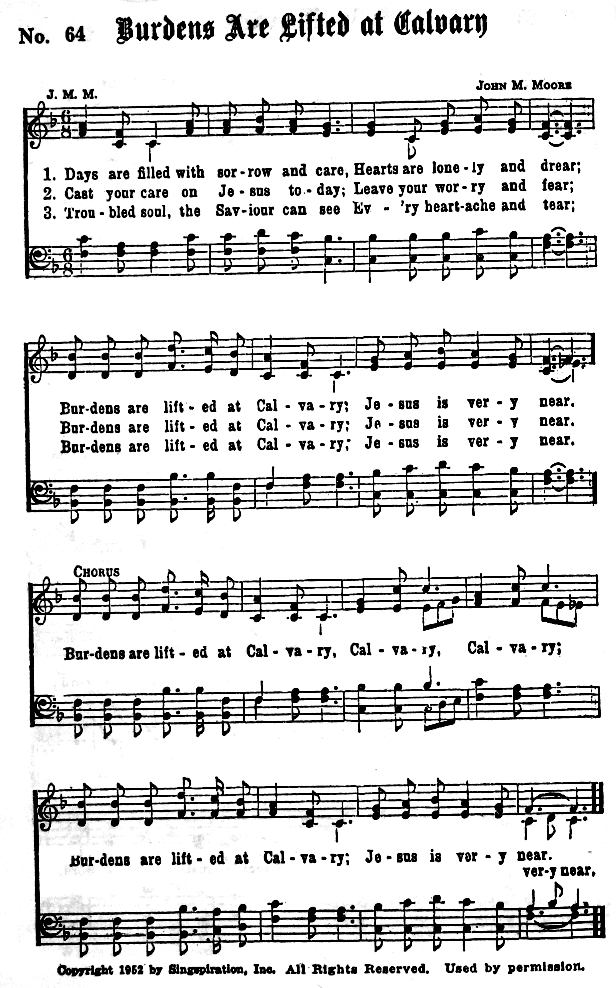 No. 64 Burdens Are Lifted at Calvary
J. M. M. JOHN M. MOORE
1. Days are filled with sor-row and care, Hearts are lone-ly and drear;
2. Cast your care on Je-sus to-day; Leave your wor-ry and fear;
3. Trou-bled soul, the Sav-iour can see Ev-'ry heart-ache and tear;
Bur-dens are lift-ed at Cal-va-ry; Je-sus is ver-y near.
Bur-dens are lift-ed at Cal-va-ry; Je-sus is ver-y near.
Bur-dens are lift-ed at Cal-va-ry; Je-sus is ver-y near.
CHORUS
Bur-dens are lift-ed at Cal-va-ry, Cal-va-ry, Cal-va-ry;
Bur-dens are lift-ed at Cal-va-ry; Je-sus is ver-y near.
ver-y near,
Copyright 1952 by Singspiration, Inc. All Rights Reserved. Used by permission.